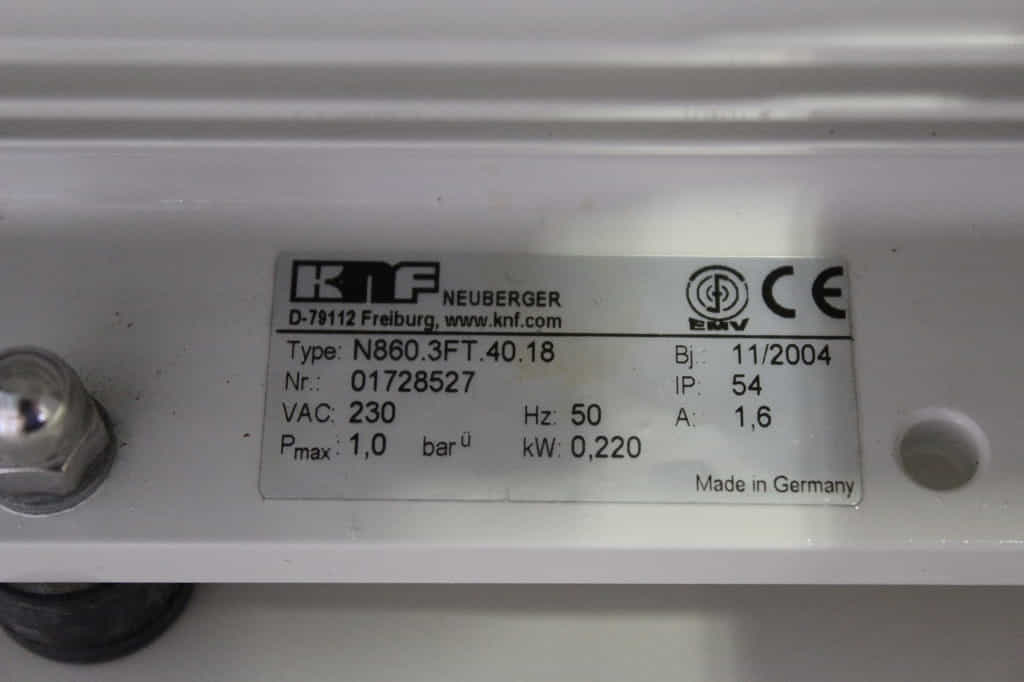 KNF NEUBERGER
D-79112 Freiburg, www.knf.com
EMV
CE
Type: N860.3FT.40.18 Bj.: 11/2004
Nr.: 01728527 IP: 54
VAC: 230 Hz: 50 A: 1,6
Pmax: 1,0 bar ü kW: 0,220
Made in Germany